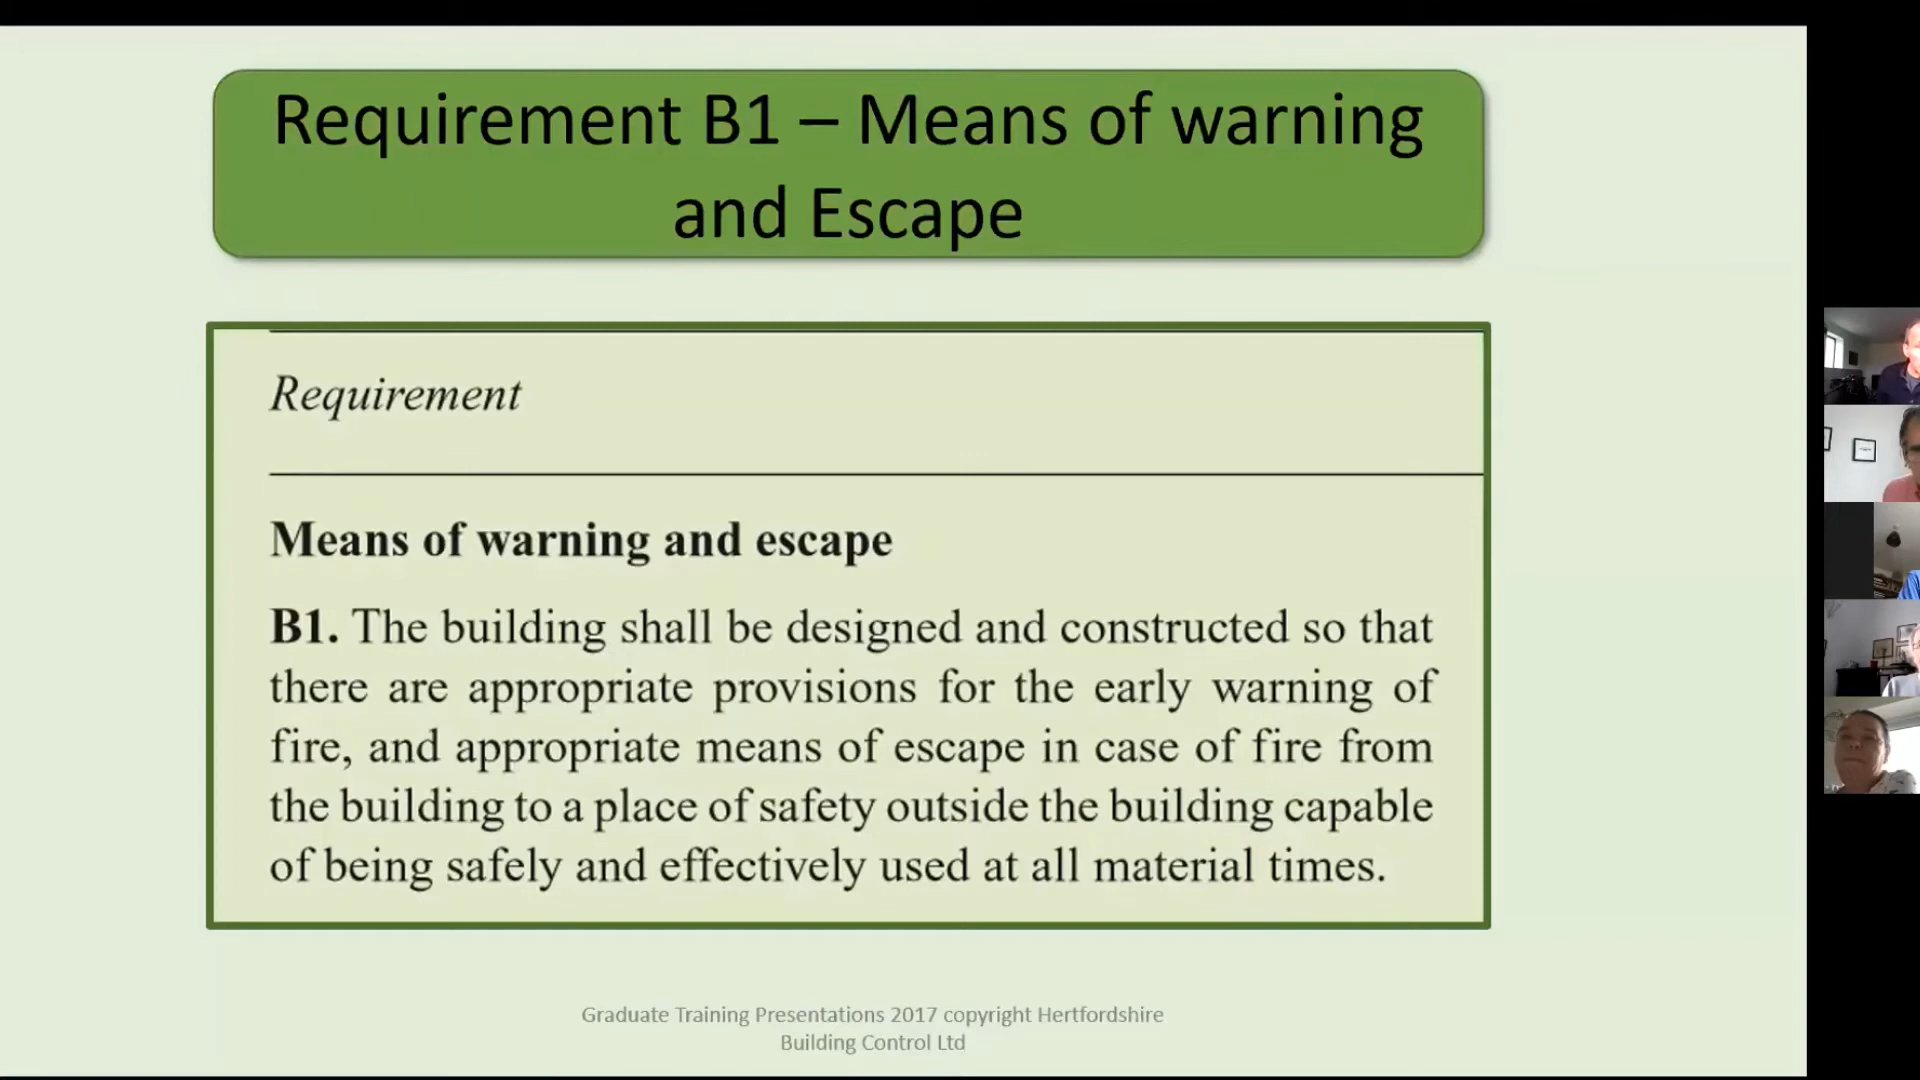 Requirement B1 – Means of warning
and Escape
Requirement
Means of warning and escape
B1. The building shall be designed and constructed so that
there are appropriate provisions for the early warning of
fire, and appropriate means of escape in case of fire from
the building to a place of safety outside the building capable
of being safely and effectively used at all material times.
Graduate Training Presentations 2017 copyright Hertfordshire
Building Control Ltd